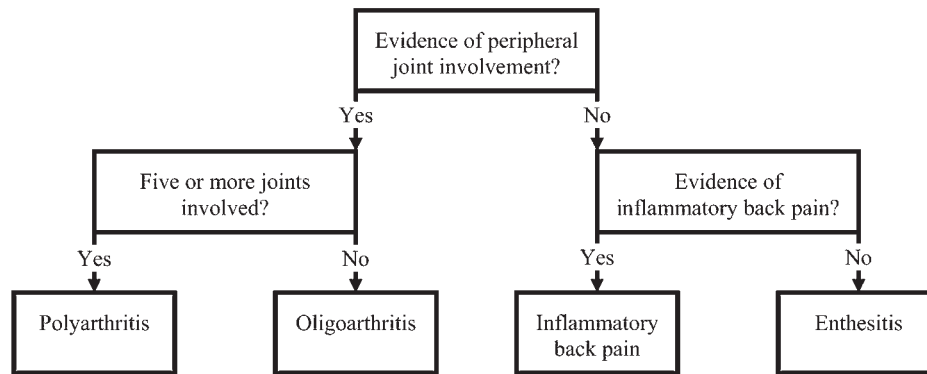 Evidence of peripheral
joint involvement?
Yes
No
Five or more joints
involved?
Evidence of
inflammatory back pain?
Yes
No
Yes
No
Polyarthritis
Oligoarthritis
Inflammatory
back pain
Enthesitis